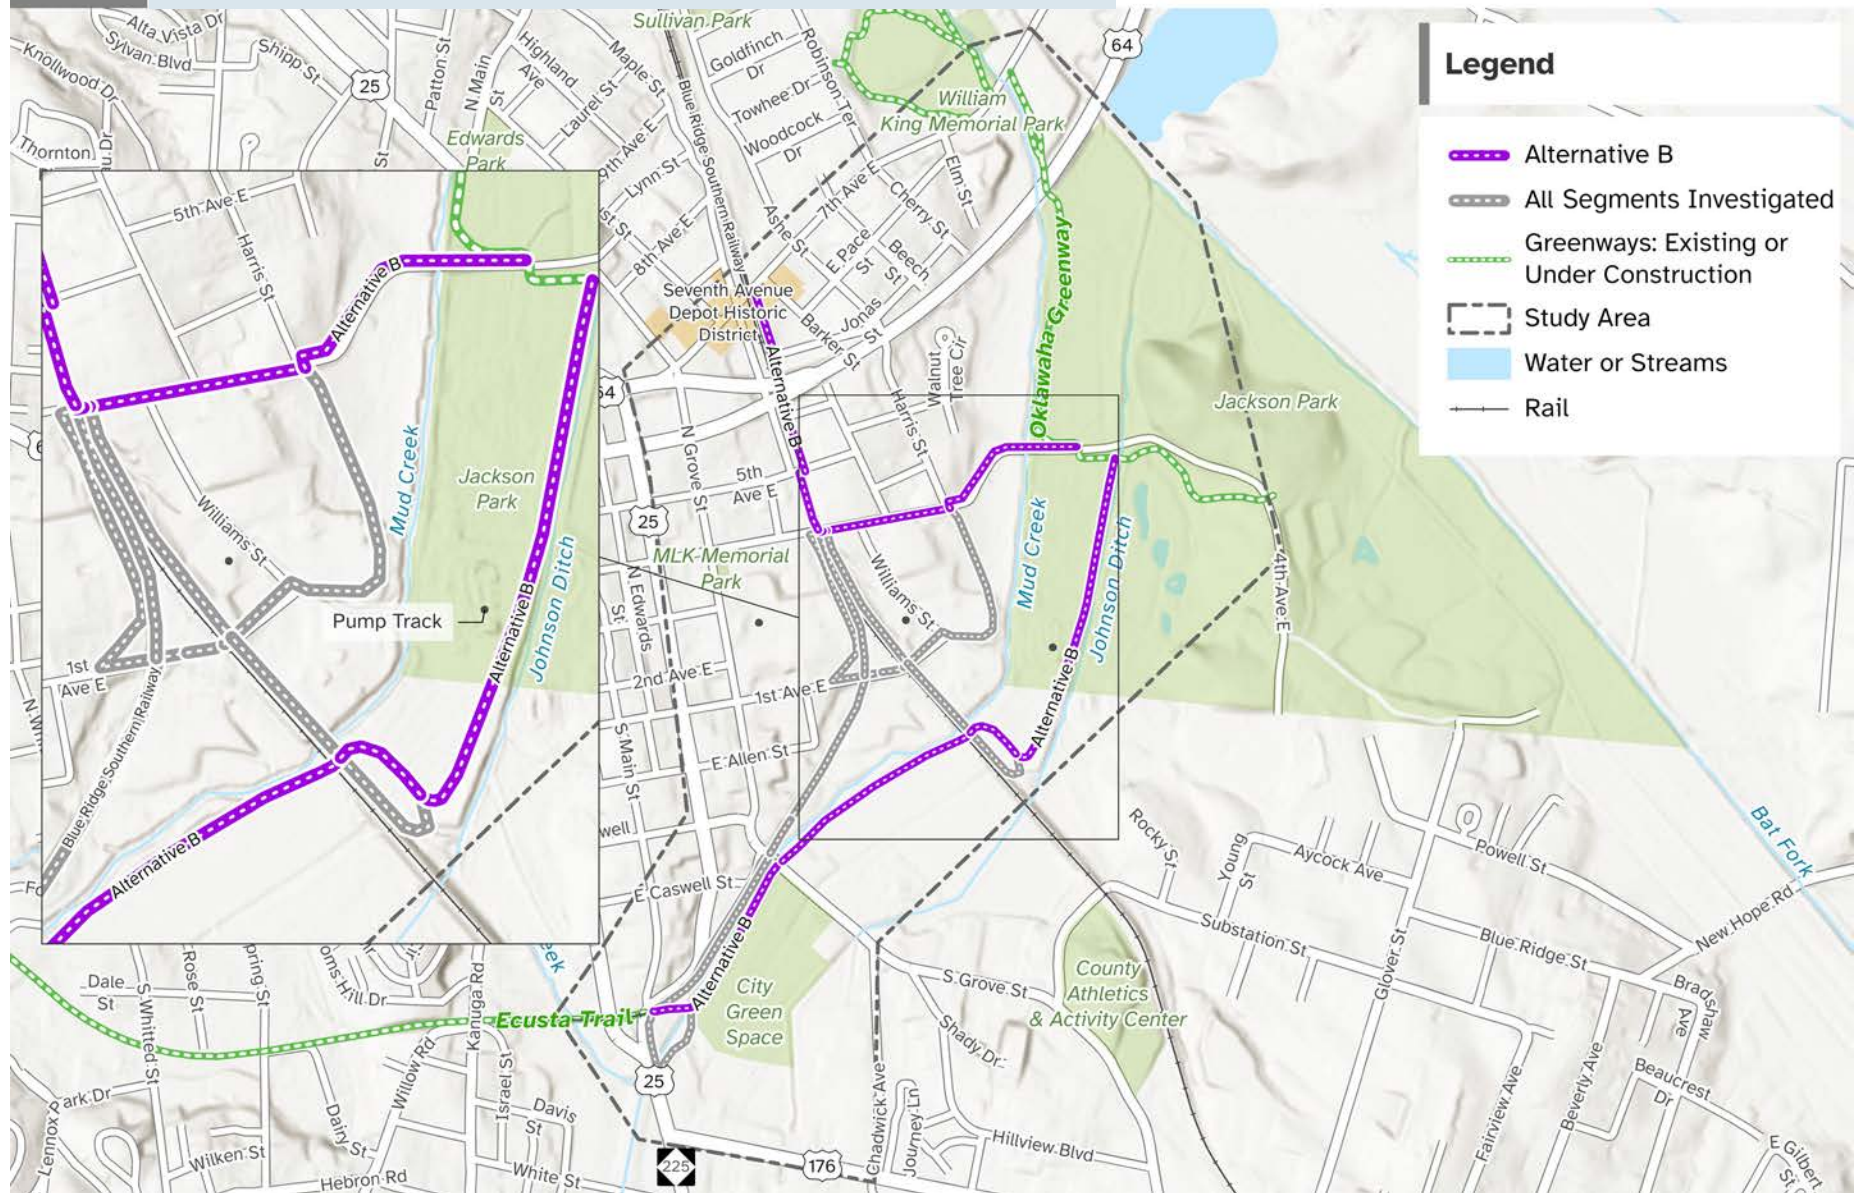 Legend
Alternative B
All Segments Investigated
Greenways: Existing or
Under Construction
Study Area
Water or Streams
Rail
Alta Vista Dr
Sylvan Blvd
Knollwood Dr
Shipp St
25
Patton St
N Main
St
Highland
Ave
Laurel St
Maple St
Sullivan Park
Goldfinch
Dr
Robinson Ter
Towhee Dr
Woodcock
Dr
64
William
King Memorial Park
Edwards
Park
Thornton
St
Lynn St
8th Ave E
7th Ave E
Blue Ridge Southern Railway
Elm St
Cherry St
Ashe St
E Pace
St
Beech
St
Jonas
St
Barker St
Seventh Avenue
Depot Historic
District
Alternative B
Alternative B
Walnut
Tree Cir
Harris St
Oklawaha Greenway
Jackson Park
5th Ave E
Harris St
Alternative B
Williams St
Mud Creek
Jackson
Park
Pump Track
Johnson Ditch
Alternative B
1st
Ave E
Blue Ridge Southern Railway
Alternative B
N Grove St
5th
Ave E
25
MLK Memorial
Park
N Edwards
St
Williams St
Mud Creek
Johnson Ditch
4th Ave E
2nd Ave E
1st Ave E
Alternative B
S Main St
E Allen St
E Caswell St
Alternative B
City
Green
Space
Ecusta Trail
25
225
176
Dale
St
S Whitted St
Rose St
Hill Dr
Kanuga Rd
Willow Rd
Israel St
Davis
St
Dairy St
Park Dr
Lennox
Wilken St
Hebron Rd
White St
Chadwick Ave
Journey Ln
Hillview Blvd
Shady Dr
S Grove St
County
Athletics
& Activity Center
Rocky St
Young
St
Aycock Ave
Powell St
Bat Fork
New Hope Rd
Substation St
Glover St
Blue Ridge St
Bradshaw
Ave
Beaucrest
Dr
Beverly Ave
Fairview Ave
E Gilbert
St